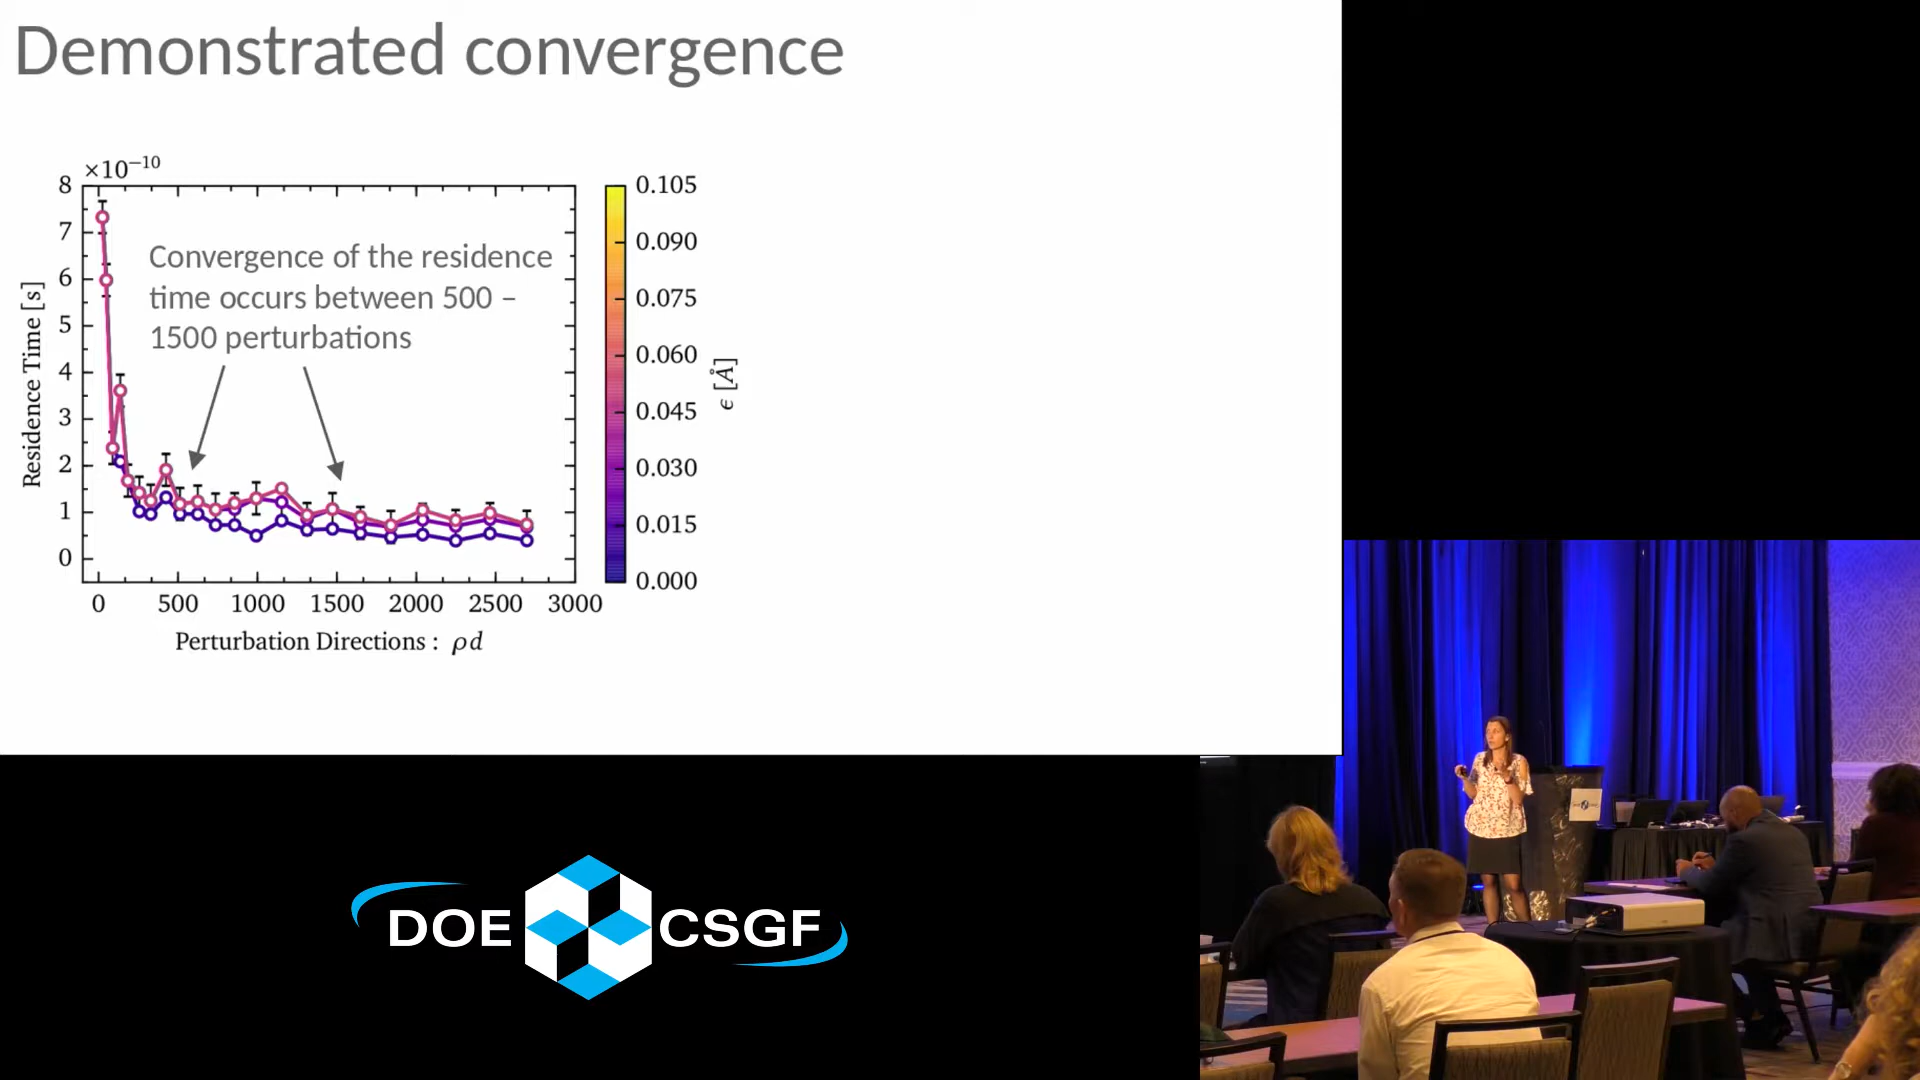 Demonstrated convergence
×10⁻¹⁰
8
7
6
5
4
3
2
1
0
Residence Time [s]
Convergence of the residence
time occurs between 500 –
1500 perturbations
0 500 1000 1500 2000 2500 3000
Perturbation Directions : ρd
0.105
0.090
0.075
0.060
0.045
0.030
0.015
0.000
ϵ [Å]
DOE CSGF